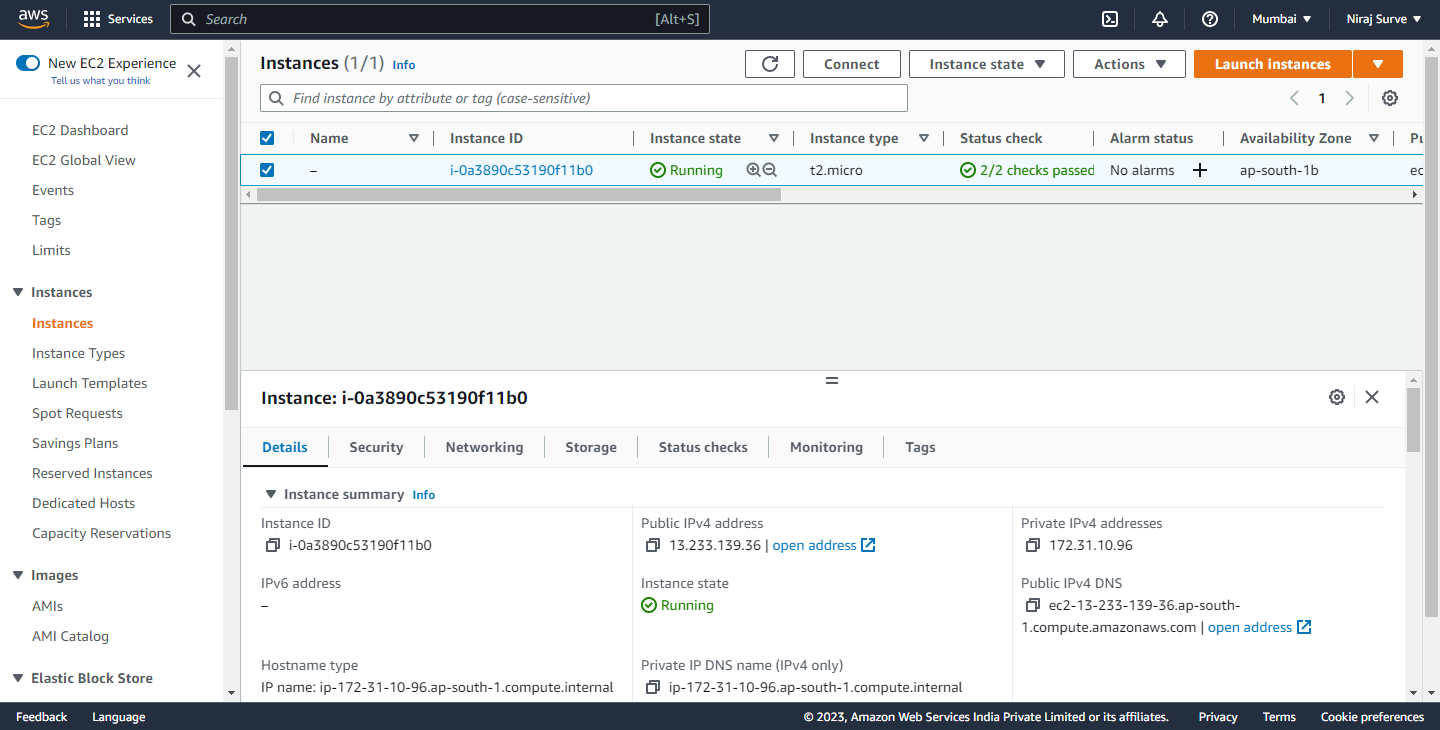 aws
Services
Search
[Alt+S]
Mumbai
Niraj Surve
New EC2 Experience
Tell us what you think
EC2 Dashboard
EC2 Global View
Events
Tags
Limits
Instances
Instances
Instance Types
Launch Templates
Spot Requests
Savings Plans
Reserved Instances
Dedicated Hosts
Capacity Reservations
Images
AMIs
AMI Catalog
Elastic Block Store
Instances (1/1) Info
Connect
Instance state
Actions
Launch instances
Find instance by attribute or tag (case-sensitive)
1
Name Instance ID Instance state Instance type Status check Alarm status Availability Zone Pu
– i-0a3890c53190f11b0 Running t2.micro 2/2 checks passed No alarms ap-south-1b ec
Instance: i-0a3890c53190f11b0
Details Security Networking Storage Status checks Monitoring Tags
Instance summary Info
Instance ID
i-0a3890c53190f11b0
Public IPv4 address
13.233.139.36 | open address
Private IPv4 addresses
172.31.10.96
IPv6 address
–
Instance state
Running
Public IPv4 DNS
ec2-13-233-139-36.ap-south-
1.compute.amazonaws.com | open address
Hostname type
IP name: ip-172-31-10-96.ap-south-1.compute.internal
Private IP DNS name (IPv4 only)
ip-172-31-10-96.ap-south-1.compute.internal
Feedback Language
© 2023, Amazon Web Services India Private Limited or its affiliates. Privacy Terms Cookie preferences